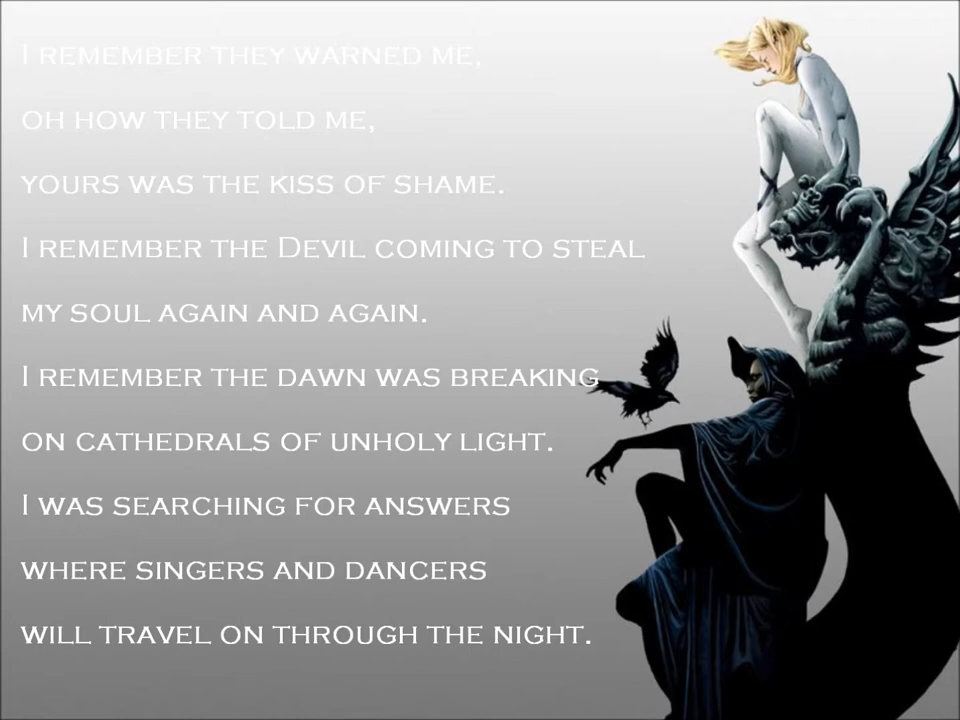 I remember they warned me,
oh how they told me,
yours was the kiss of shame.
I remember the Devil coming to steal
my soul again and again.
I remember the dawn was breaking
on cathedrals of unholy light.
I was searching for answers
where singers and dancers
will travel on through the night.